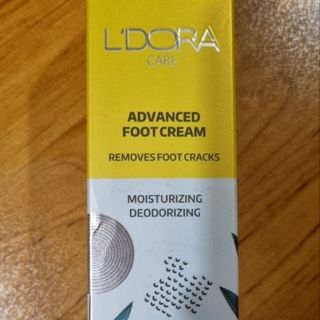 L'DORA
CARE
ADVANCED
FOOT CREAM
REMOVES FOOT CRACKS
MOISTURIZING
DEODORIZING